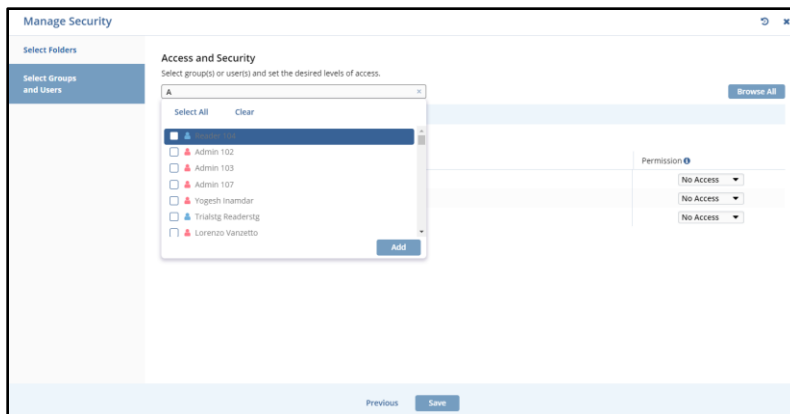 Manage Security
Select Folders
Select Groups
and Users
Access and Security
Select group(s) or user(s) and set the desired levels of access.
A
Browse All
Select All Clear
Admin 102
Admin 103
Admin 107
Yogesh Inamdar
Trialstg Readerstg
Lorenzo Vanzetto
Add
Permission
No Access
No Access
No Access
Previous Save